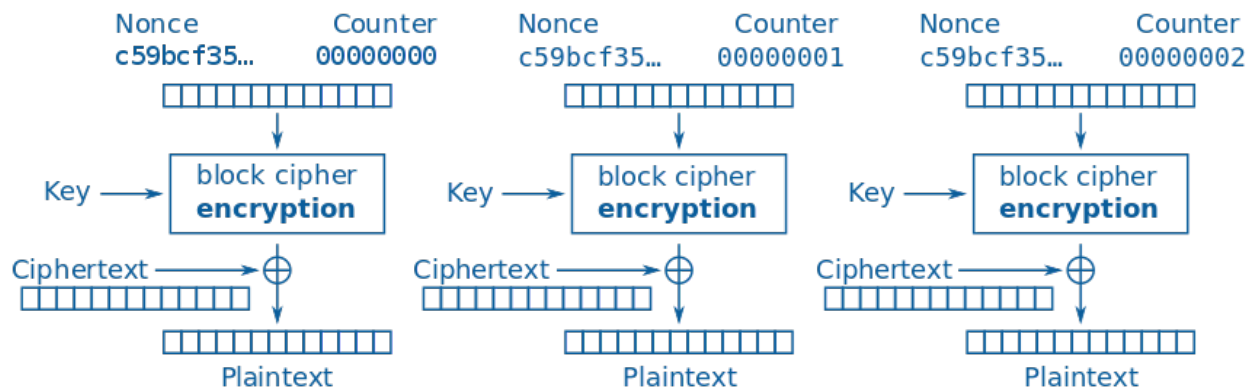 Nonce Counter Nonce Counter Nonce Counter
c59bcf35… 00000000 c59bcf35… 00000001 c59bcf35… 00000002
block cipher block cipher block cipher
Key encryption Key encryption Key encryption
Ciphertext Ciphertext Ciphertext
Plaintext Plaintext Plaintext